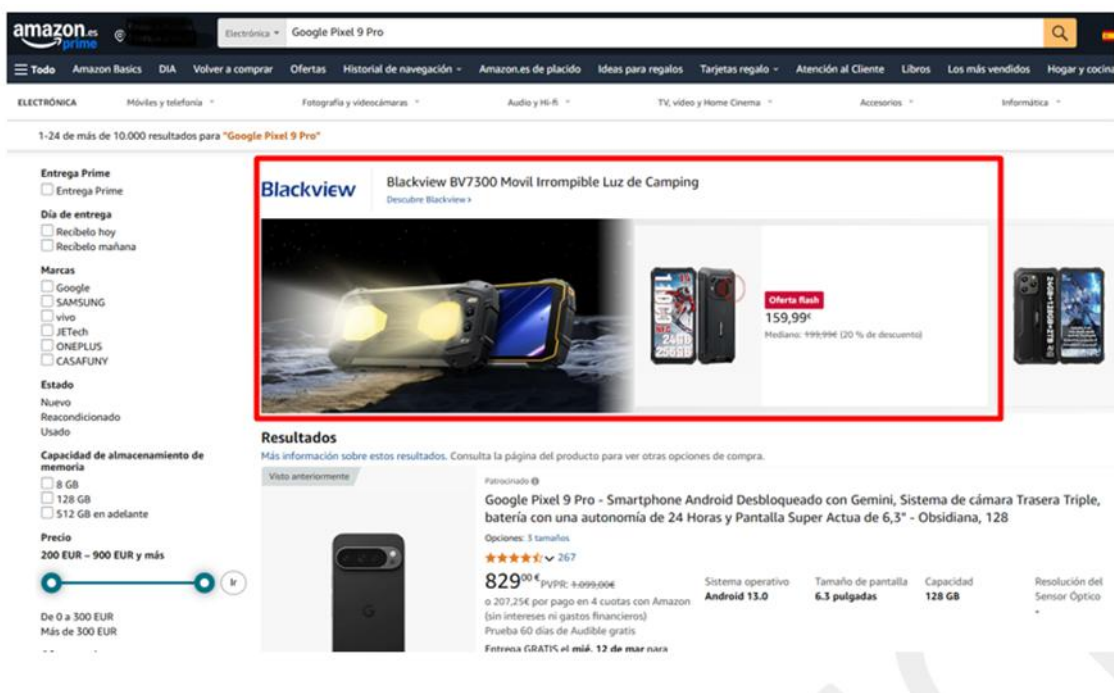 amazon.es
prime
Electrónica
Google Pixel 9 Pro
Todo Amazon Basics DIA Volver a comprar Ofertas Historial de navegación Amazon.es de placido Ideas para regalos Tarjetas regalo Atención al Cliente Libros Los más vendidos Hogar y cocina
ELECTRÓNICA Móviles y telefonía Fotografía y videocámaras Audio y Hi-fi TV, vídeo y Home Cinema Accesorios Informática
1-24 de más de 10.000 resultados para "Google Pixel 9 Pro"
Entrega Prime
Entrega Prime
Día de entrega
Recíbelo hoy
Recíbelo mañana
Marcas
Google
SAMSUNG
vivo
JETech
ONEPLUS
CASAFUNY
Estado
Nuevo
Reacondicionado
Usado
Capacidad de almacenamiento de
memoria
8 GB
128 GB
512 GB en adelante
Precio
200 EUR – 900 EUR y más
Ir
De 0 a 300 EUR
Más de 300 EUR
Blackview
Blackview BV7300 Movil Irrompible Luz de Camping
Descubre Blackview ›
Oferta flash
159,99€
Mediano: 199,99€ (20 % de descuento)
Resultados
Más información sobre estos resultados. Consulta la página del producto para ver otras opciones de compra.
Visto anteriormente
Patrocinado
Google Pixel 9 Pro - Smartphone Android Desbloqueado con Gemini, Sistema de cámara Trasera Triple,
batería con una autonomía de 24 Horas y Pantalla Super Actua de 6,3" - Obsidiana, 128
Opciones: 3 tamaños
267
829,00 € PVPR: 1.099,00€
o 207,25€ por pago en 4 cuotas con Amazon
(sin intereses ni gastos financieros)
Prueba 60 días de Audible gratis
Entrega GRATIS el mié, 12 de mar para
Sistema operativo
Android 13.0
Tamaño de pantalla
6.3 pulgadas
Capacidad
128 GB
Resolución del
Sensor Óptico
-